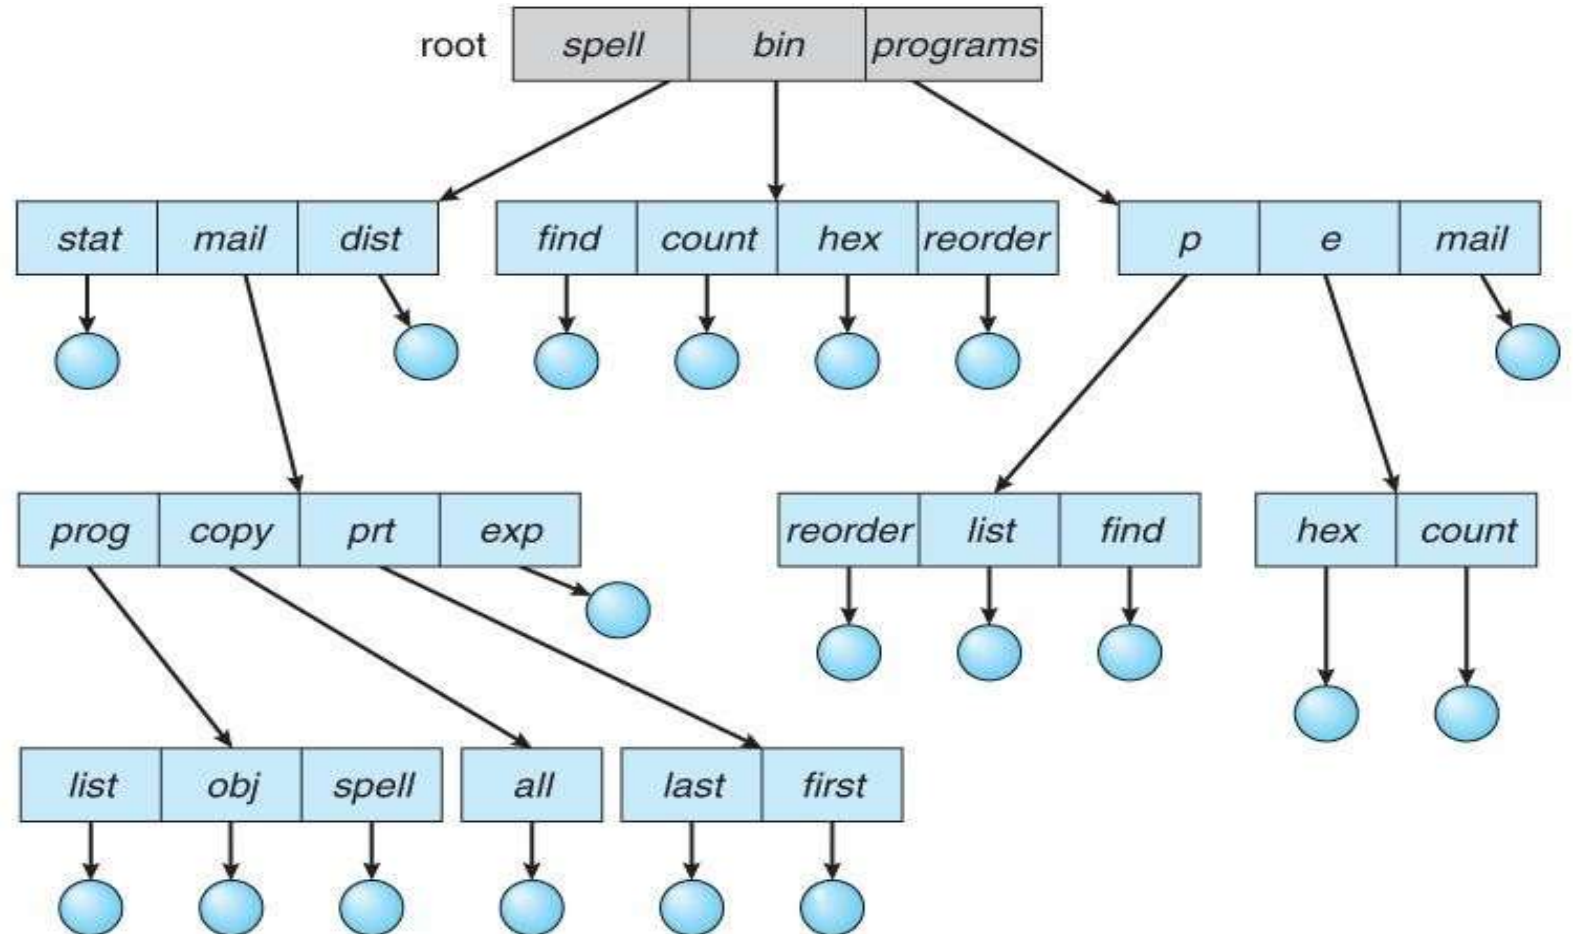 root spell bin programs
stat mail dist find count hex reorder p e mail
prog copy prt exp reorder list find hex count
list obj spell all last first